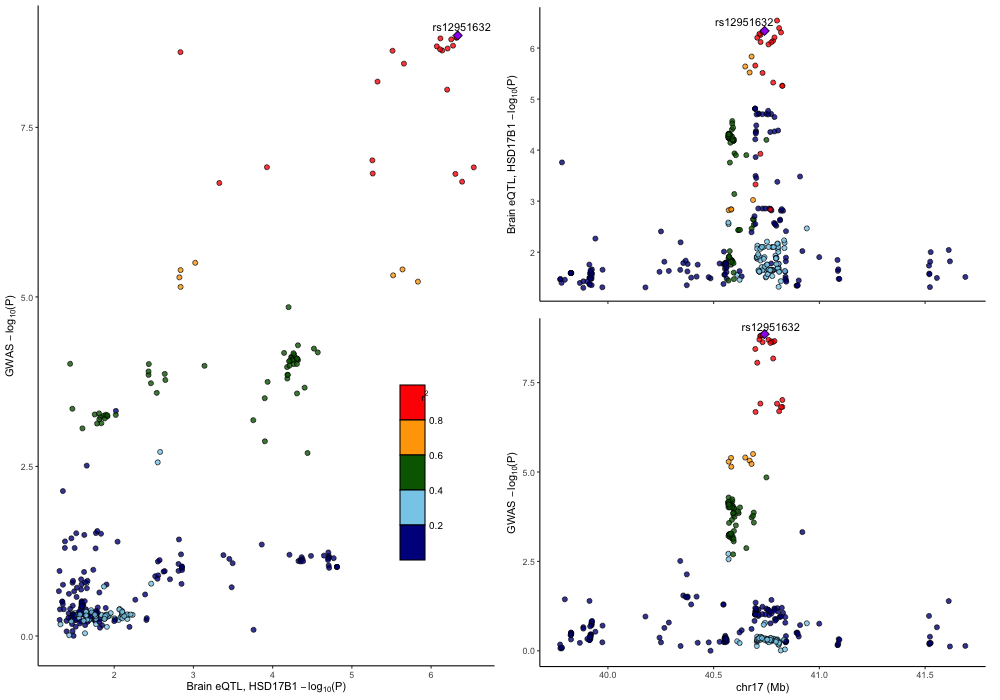 rs12951632
7.5
5.0
2.5
0.0
GWAS −log10(P)
2
3
4
5
6
Brain eQTL, HSD17B1 −log10(P)
r2
0.8
0.6
0.4
0.2
rs12951632
6
5
4
3
2
Brain eQTL, HSD17B1 −log10(P)
rs12951632
7.5
5.0
2.5
0.0
GWAS −log10(P)
40.0
40.5
41.0
41.5
chr17 (Mb)